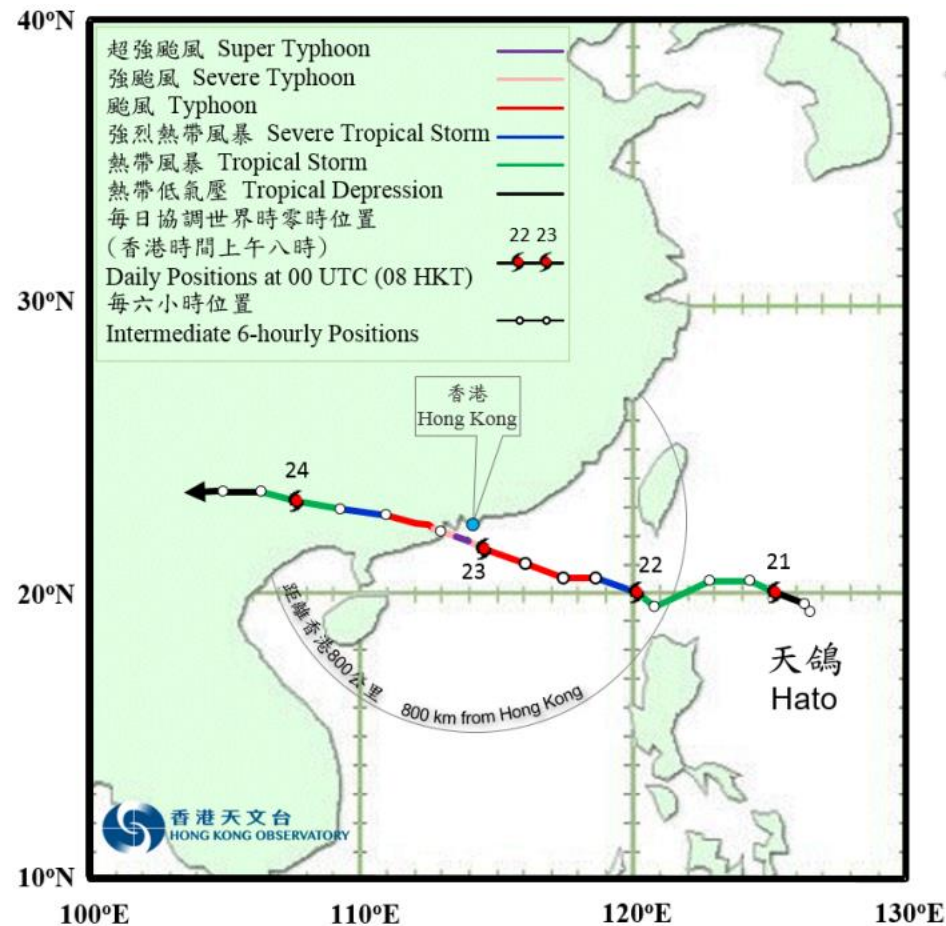 40ºN
超強颱風 Super Typhoon
強颱風 Severe Typhoon
颱風 Typhoon
強烈熱帶風暴 Severe Tropical Storm
熱帶風暴 Tropical Storm
熱帶低氣壓 Tropical Depression
每日協調世界時零時位置
(香港時間上午八時)
22 23
Daily Positions at 00 UTC (08 HKT)
每六小時位置
Intermediate 6-hourly Positions
30ºN
香港
Hong Kong
24
23
22
21
20ºN
天鴿
Hato
距離香港800公里
800 km from Hong Kong
香港天文台
HONG KONG OBSERVATORY
10ºN
100ºE
110ºE
120ºE
130ºE